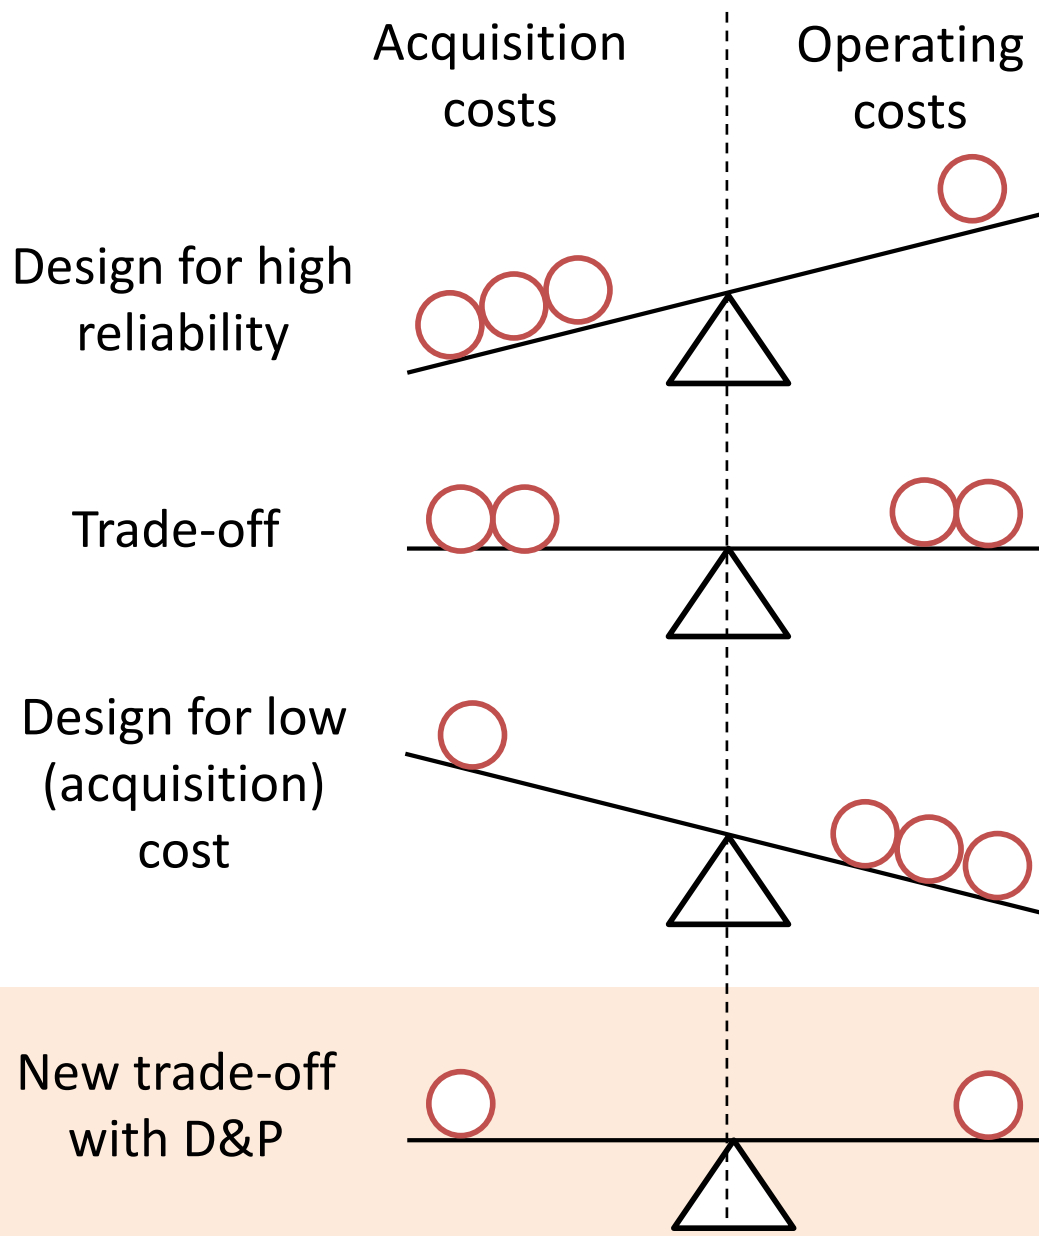 Acquisition
costs
Operating
costs
Design for high
reliability
Trade-off
Design for low
(acquisition)
cost
New trade-off
with D&P